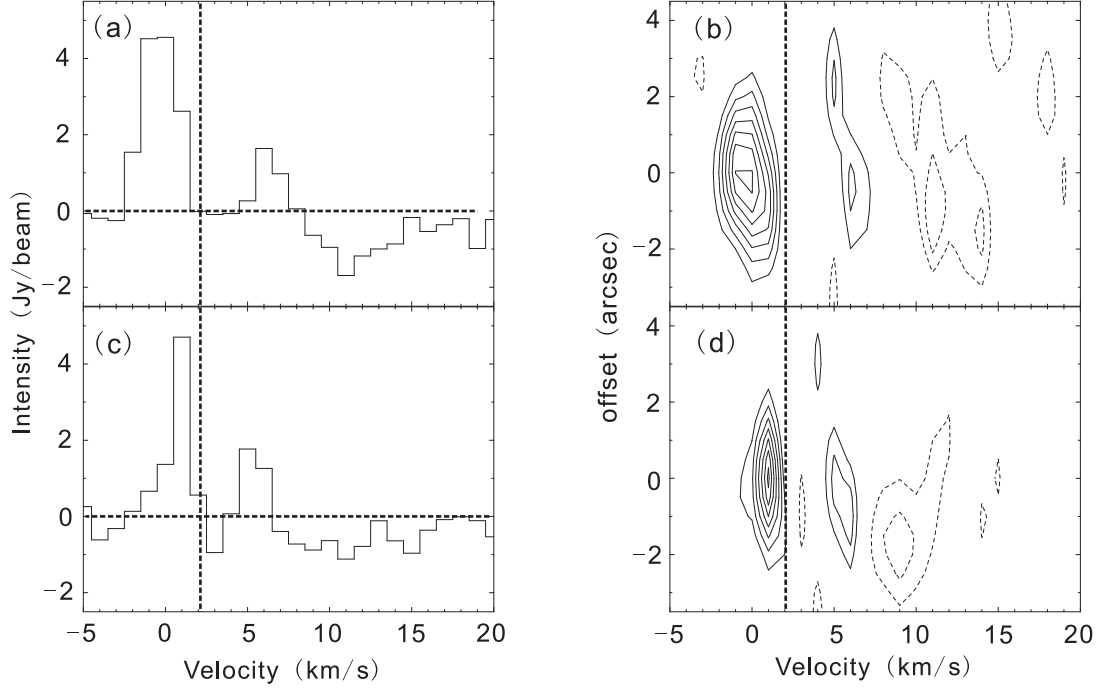 (a)
4
2
0
−2
(b)
4
2
0
−2
(c)
4
2
0
−2
(d)
4
2
0
−2
Intensity (Jy/beam)
offset (arcsec)
−5 0 5 10 15 20
−5 0 5 10 15 20
Velocity (km/s)
Velocity (km/s)